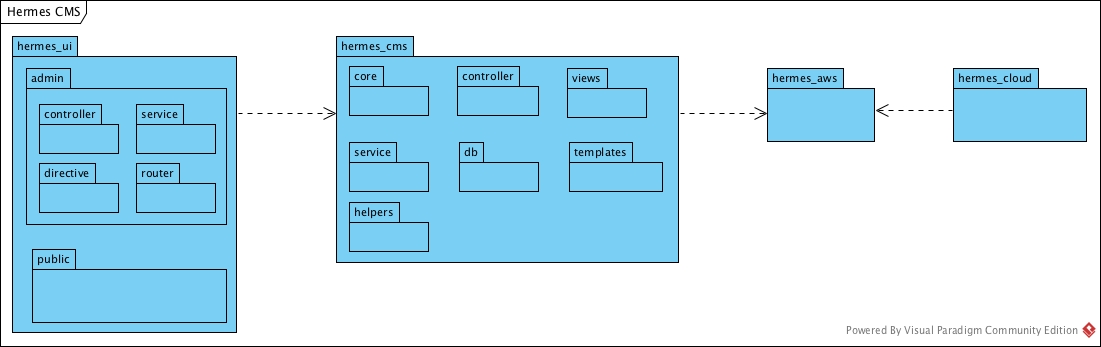 Hermes CMS
hermes_ui
admin
controller
service
directive
router
public
hermes_cms
core
controller
views
service
db
templates
helpers
hermes_aws
hermes_cloud
Powered By Visual Paradigm Community Edition